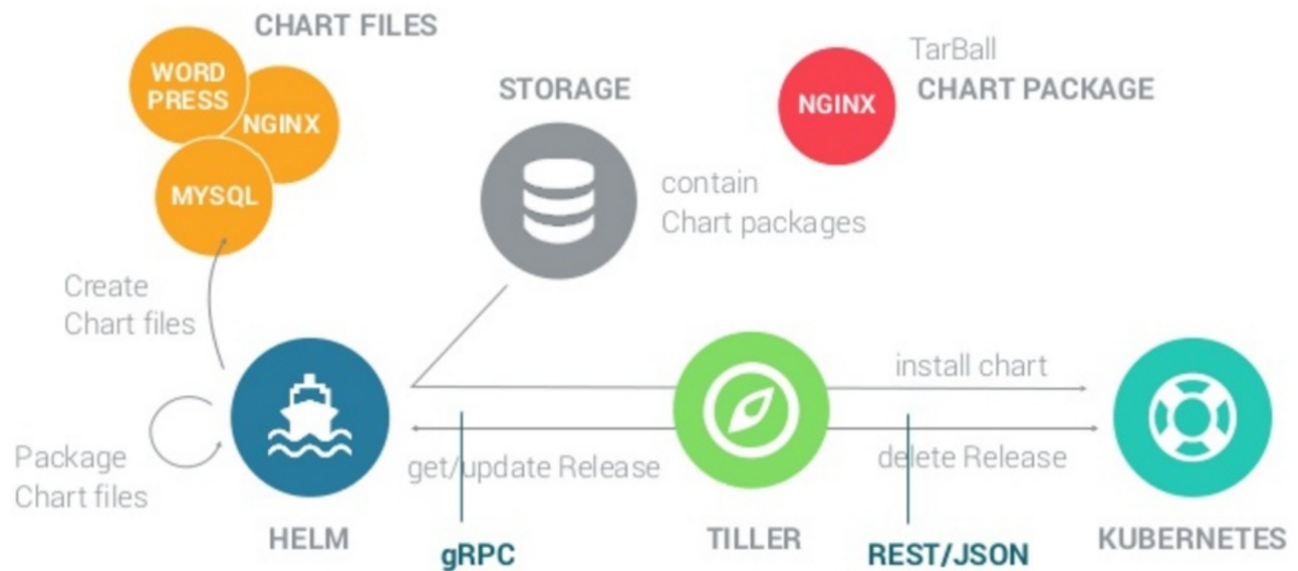 CHART FILES
WORD
PRESS
NGINX
MYSQL
STORAGE
contain
Chart packages
NGINX
TarBall
CHART PACKAGE
Create
Chart files
Package
Chart files
HELM
get/update Release
gRPC
TILLER
install chart
delete Release
REST/JSON
KUBERNETES